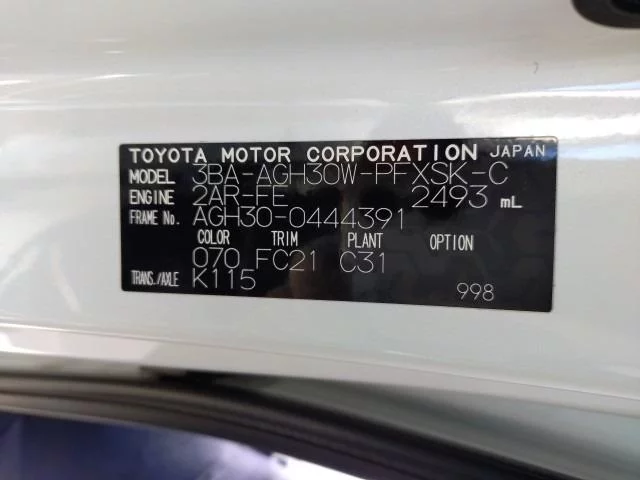 TOYOTA MOTOR CORPORATION JAPAN
MODEL 3BA-AGH30W-PFXSK-C
ENGINE 2AR-FE 2493 mL
FRAME No. AGH30-0444391
COLOR TRIM PLANT OPTION
070 FC21 C31
TRANS./AXLE K115
998